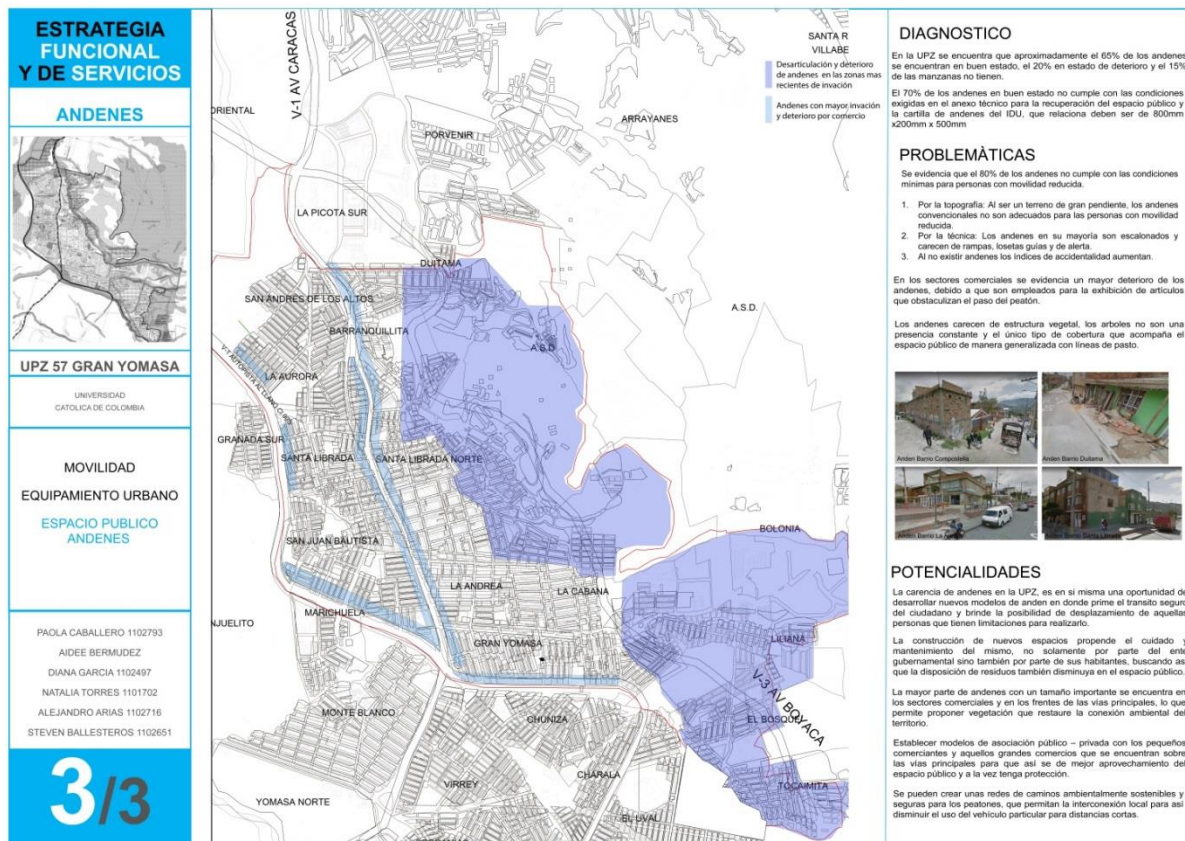 ESTRATEGIA
FUNCIONAL
Y DE SERVICIOS
ANDENES
UPZ 57 GRAN YOMASA
UNIVERSIDAD
CATOLICA DE COLOMBIA
MOVILIDAD
EQUIPAMIENTO URBANO
ESPACIO PUBLICO
ANDENES
PAOLA CABALLERO 1102793
AIDEE BERMUDEZ
DIANA GARCIA 1102497
NATALIA TORRES 1101702
ALEJANDRO ARIAS 1102716
STEVEN BALLESTEROS 1102651
3/3
V-1 AV CARACAS
SANTA R
VILLABE
Desarticulación y deterioro
de andenes en las zonas mas
recientes de invación
Andenes con mayor invación
y deterioro por comercio
ORIENTAL
ARRAYANES
PORVENIR
LA PICOTA SUR
DUITAMA
SAN ANDRES DE LOS ALTOS
BARRANQUILLITA
A.S.D.
A.S.D
LA AURORA
V-1 AUTOPISTA AL LLANO
GRANADA SUR
SANTA LIBRADA
SANTA LIBRADA NORTE
BOLONIA
SAN JUAN BAUTISTA
LA ANDREA
LA CABAÑA
MARICHUELA
NJUELITO
GRAN YOMASA
LILIANA
V-3 AV BOYACA
MONTE BLANCO
CHUNIZA
EL BOSQUE
CHARALA
VIRREY
TOCAIMITA
YOMASA NORTE
EL UVAL
DIAGNOSTICO
En la UPZ se encuentra que aproximadamente el 65% de los andenes
se encuentran en buen estado, el 20% en estado de deterioro y el 15%
de las manzanas no tienen.
El 70% de los andenes en buen estado no cumple con las condiciones
exigidas en el anexo técnico para la recuperación del espacio público y
la cartilla de andenes del IDU, que relaciona deben ser de 800mm
x200mm x 500mm
PROBLEMÀTICAS
Se evidencia que el 80% de los andenes no cumple con las condiciones
mínimas para personas con movilidad reducida.
1. Por la topografía: Al ser un terreno de gran pendiente, los andenes
convencionales no son adecuados para las personas con movilidad
reducida.
2. Por la técnica: Los andenes en su mayoría son escalonados y
carecen de rampas, losetas guías y de alerta.
3. Al no existir andenes los índices de accidentalidad aumentan.
En los sectores comerciales se evidencia un mayor deterioro de los
andenes, debido a que son empleados para la exhibición de artículos
que obstaculizan el paso del peatón.
Los andenes carecen de estructura vegetal, los arboles no son una
presencia constante y el único tipo de cobertura que acompaña el
espacio público de manera generalizada con líneas de pasto.
Anden Barrio Compostella
Anden Barrio Duitama
Anden Barrio La
Anden Barrio Santa Librada
POTENCIALIDADES
La carencia de andenes en la UPZ, es en si misma una oportunidad de
desarrollar nuevos modelos de anden en donde prime el transito seguro
del ciudadano y brinde la posibilidad de desplazamiento de aquellas
personas que tienen limitaciones para realizarlo.
La construcción de nuevos espacios propende el cuidado y
mantenimiento del mismo, no solamente por parte del ente
gubernamental sino también por parte de sus habitantes, buscando así
que la disposición de residuos también disminuya en el espacio público.
La mayor parte de andenes con un tamaño importante se encuentra en
los sectores comerciales y en los frentes de las vías principales, lo que
permite proponer vegetación que restaure la conexión ambiental del
territorio.
Establecer modelos de asociación público – privada con los pequeños
comerciantes y aquellos grandes comercios que se encuentran sobre
las vías principales para que así se de mejor aprovechamiento del
espacio público y a la vez tenga protección.
Se pueden crear una redes de caminos ambientalmente sostenibles y
seguras para los peatones, que permitan la interconexión local para así
disminuir el uso del vehículo particular para distancias cortas.